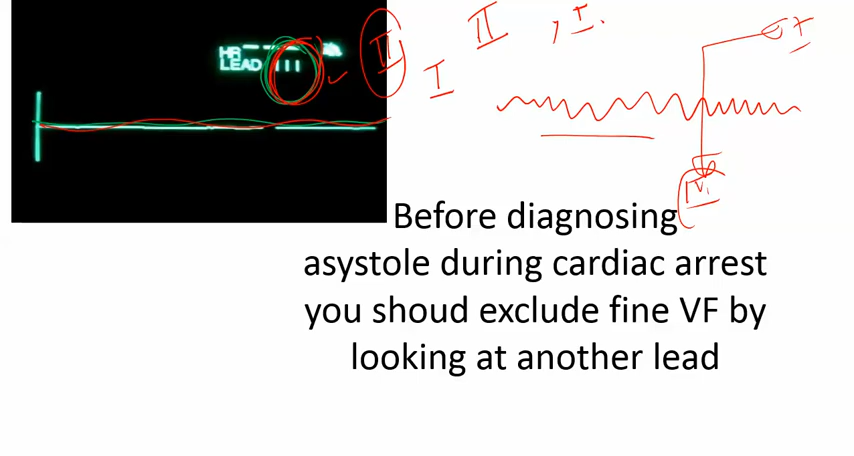 HR ---
LEAD III
II
I
II , I.
I
Before diagnosing
asystole during cardiac arrest
you shoud exclude fine VF by
looking at another lead